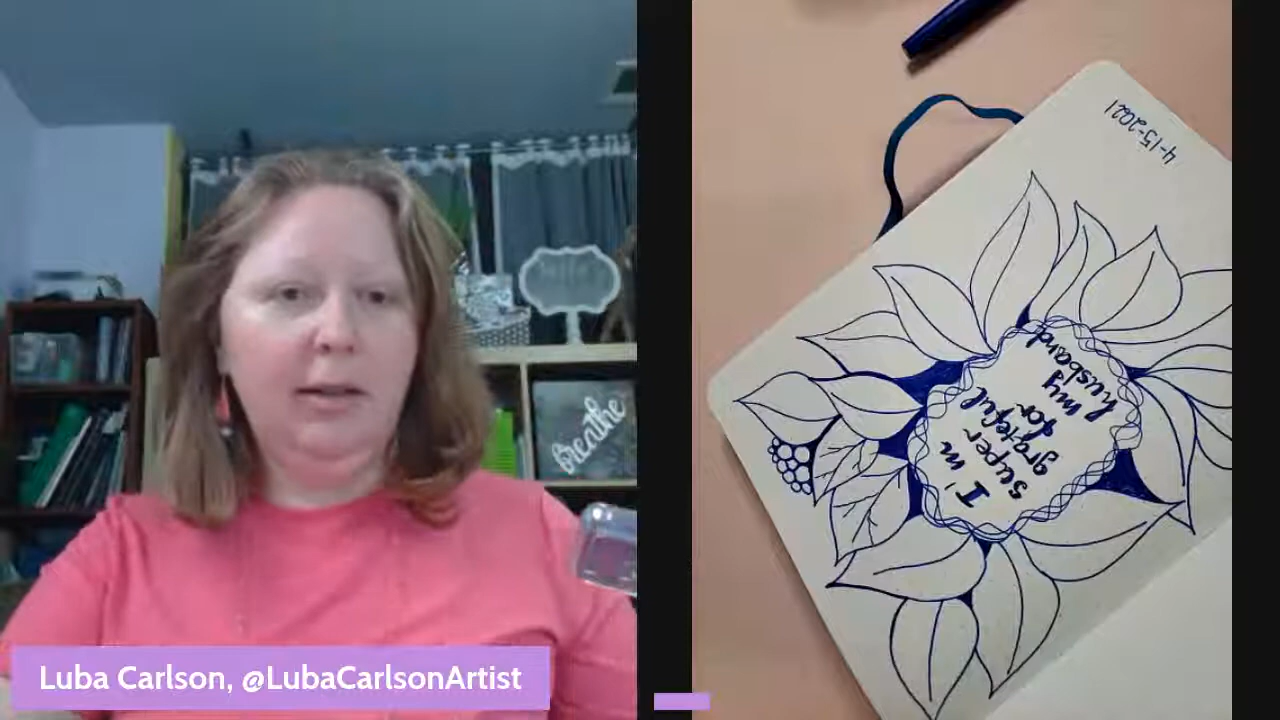 breathe
Luba Carlson, @LubaCarlsonArtist
4-15-2021
I'm
super
grateful
for
my
husband